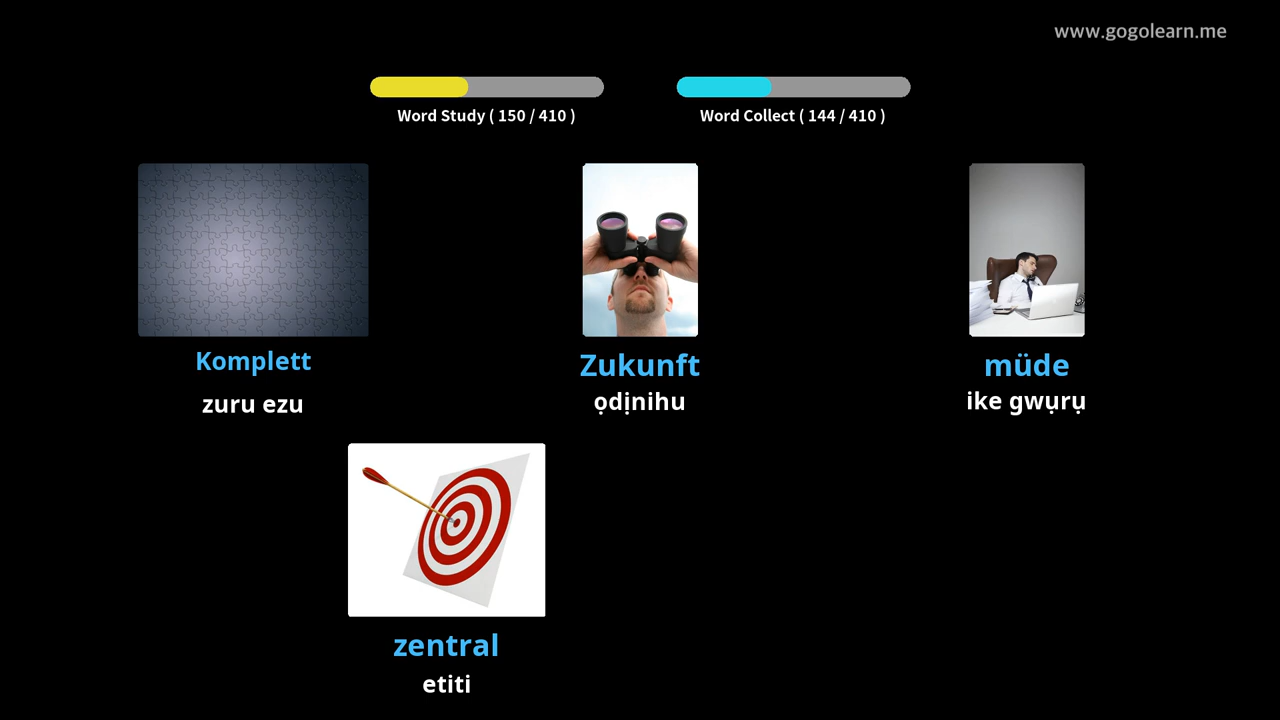 www.gogolearn.me
Word Study ( 150 / 410 )
Word Collect ( 144 / 410 )
Komplett
zuru ezu
Zukunft
ọdịnihu
müde
ike gwụrụ
zentral
etiti